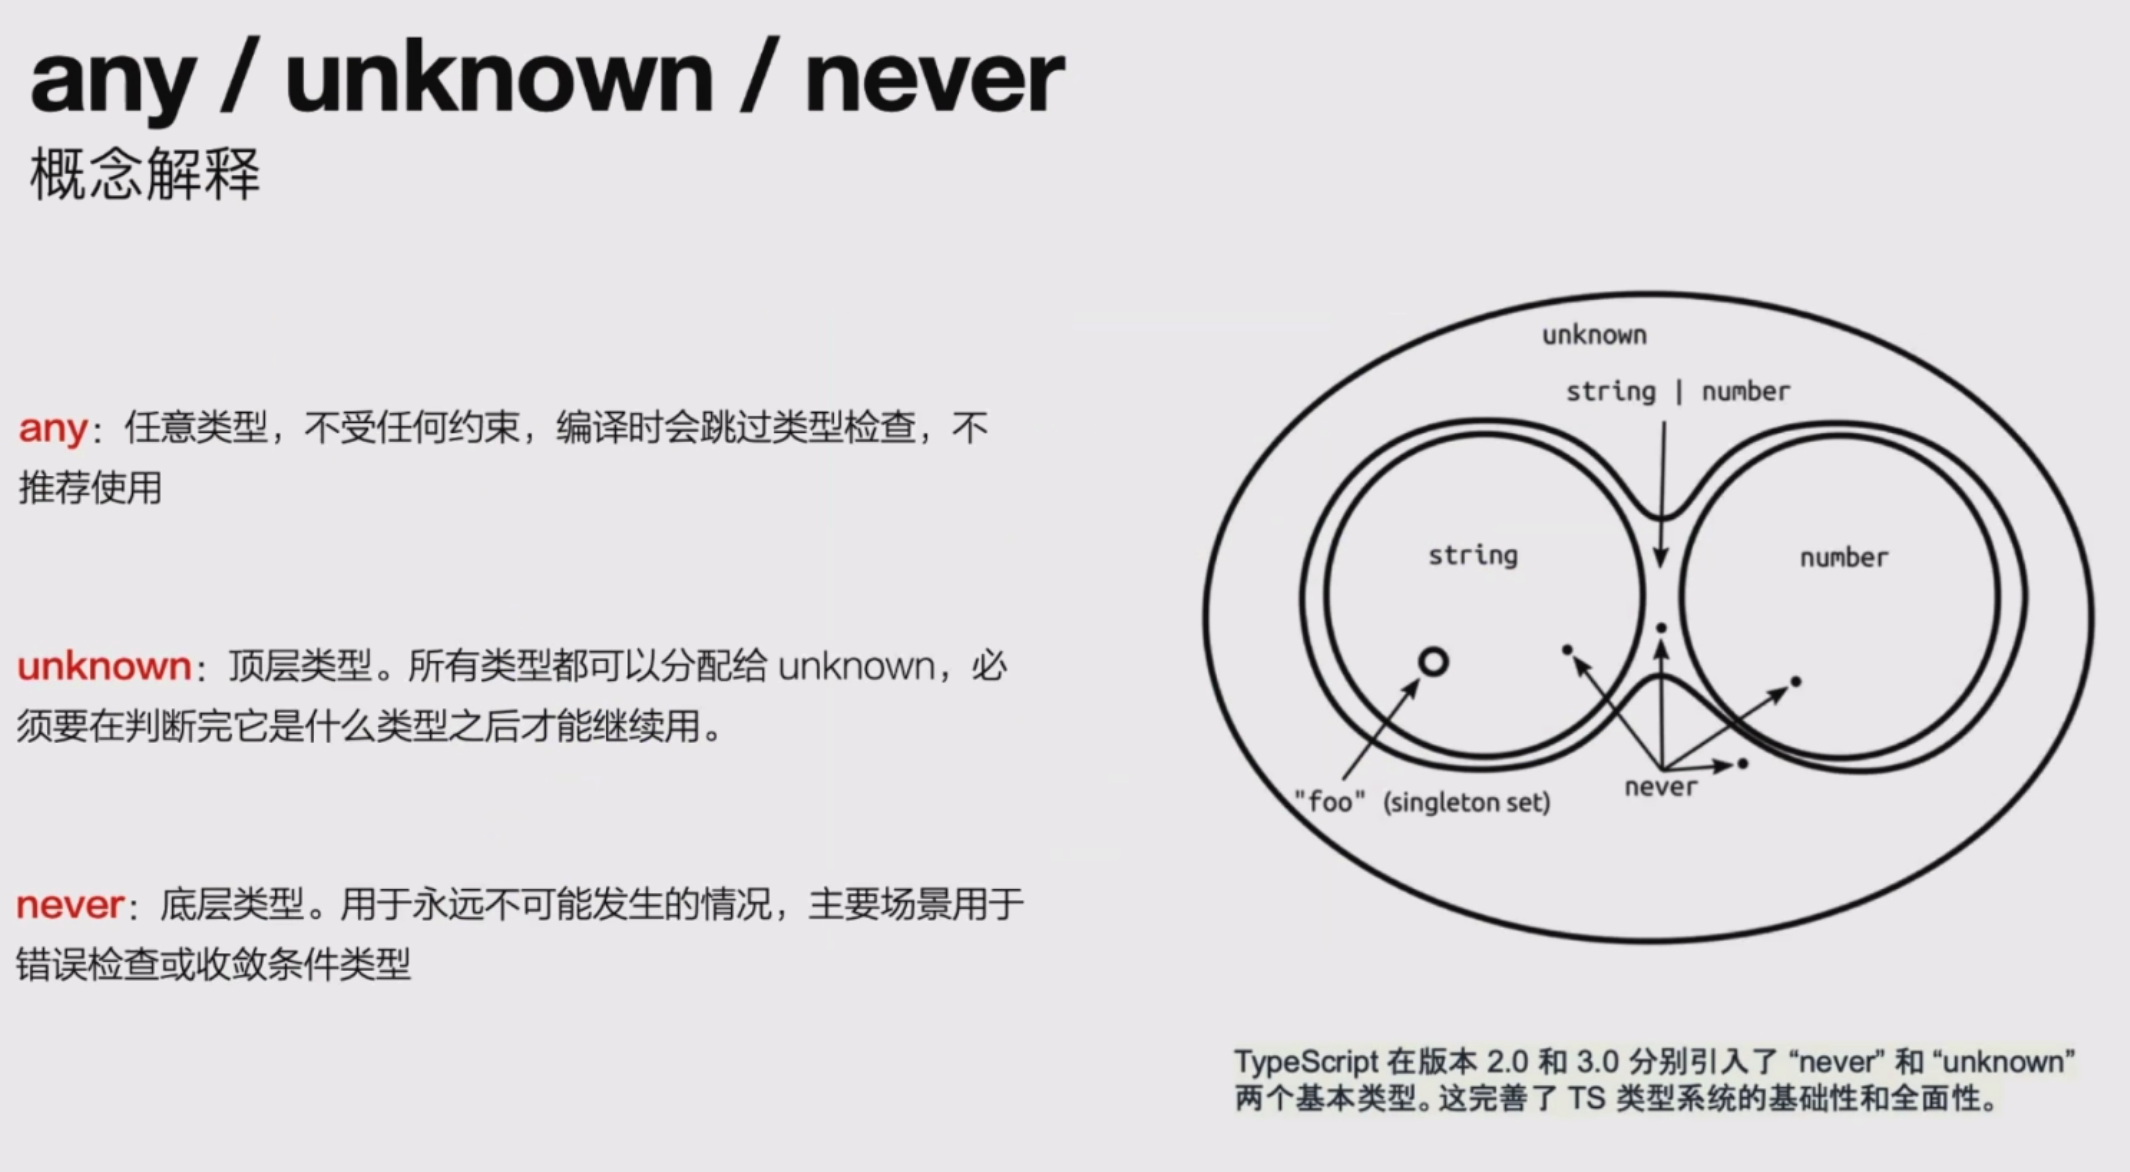 any / unknown / never
概念解释
any：任意类型，不受任何约束，编译时会跳过类型检查，不
推荐使用
unknown：顶层类型。所有类型都可以分配给 unknown，必
须要在判断完它是什么类型之后才能继续用。
never：底层类型。用于永远不可能发生的情况，主要场景用于
错误检查或收敛条件类型
unknown
string | number
string
number
never
"foo" (singleton set)
TypeScript 在版本 2.0 和 3.0 分别引入了 “never” 和 “unknown”
两个基本类型。这完善了 TS 类型系统的基础性和全面性。